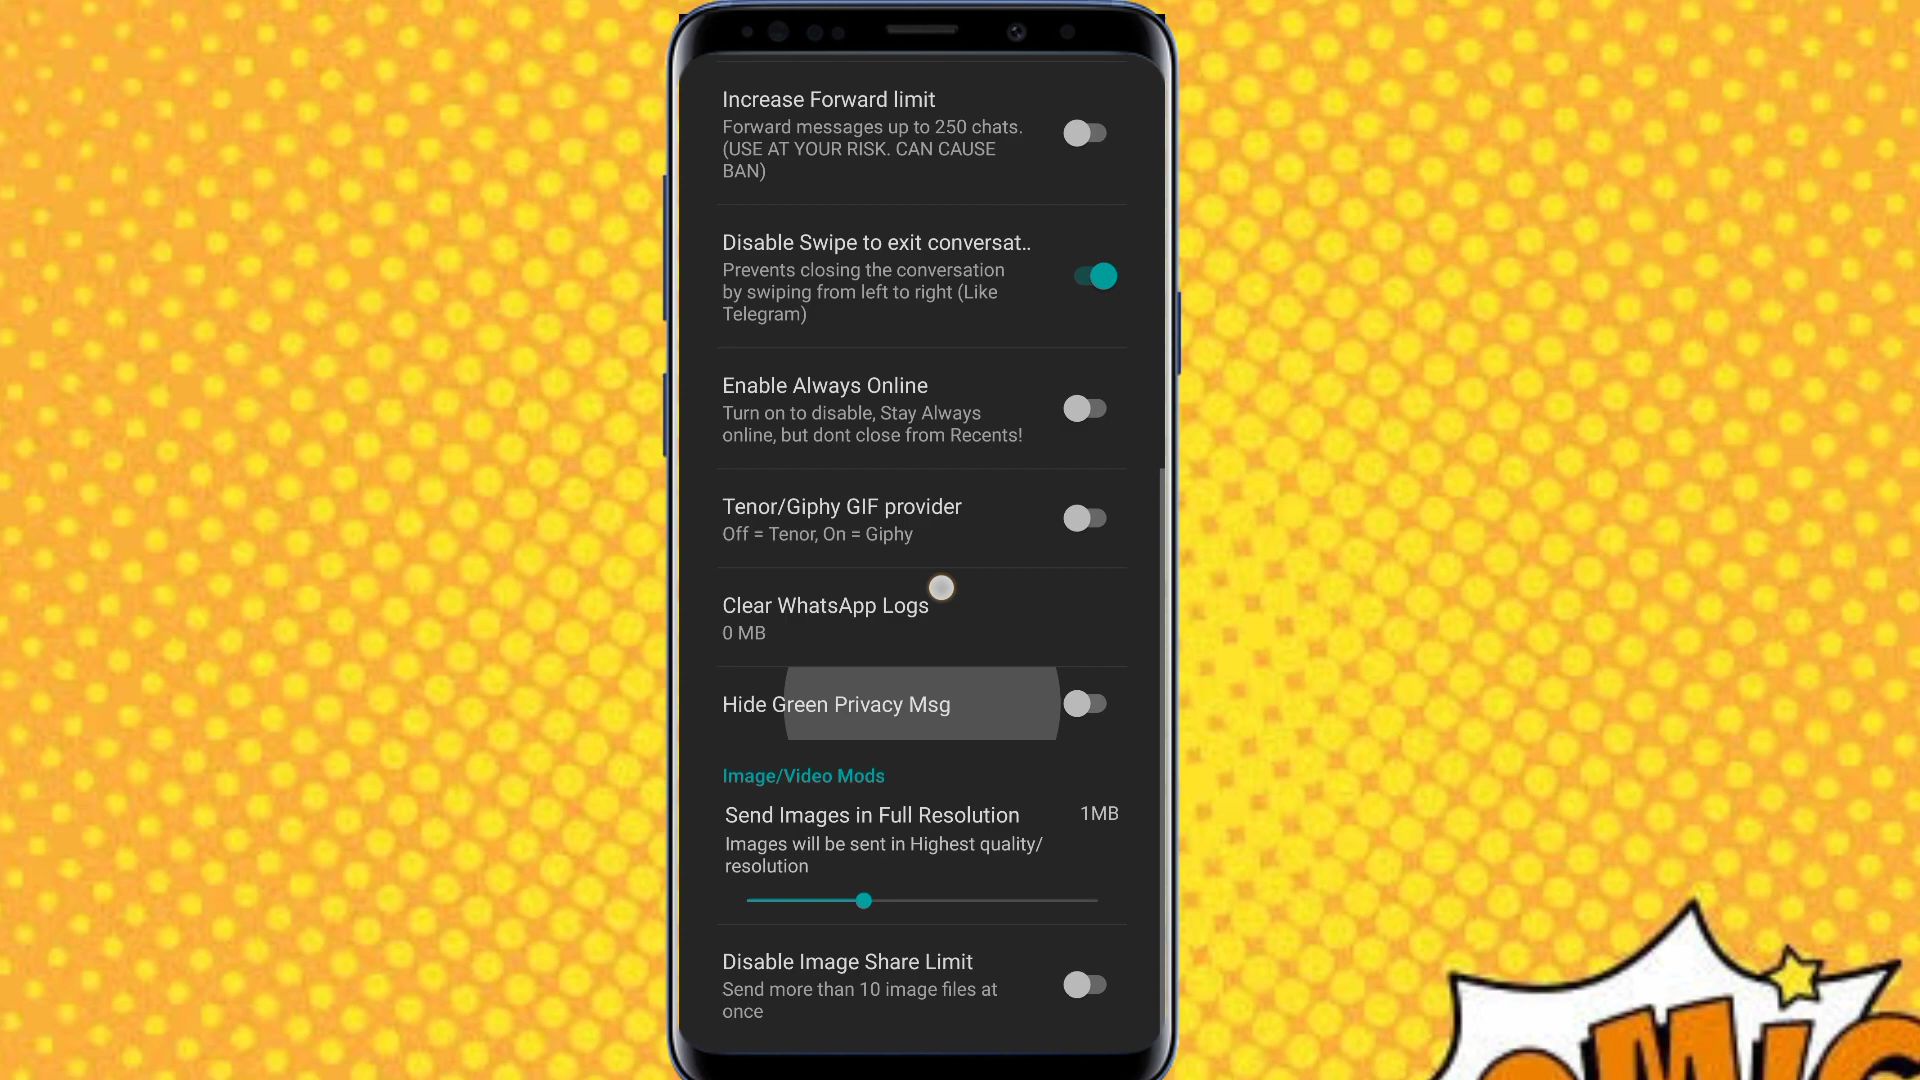 Increase Forward limit
Forward messages up to 250 chats.
(USE AT YOUR RISK. CAN CAUSE
BAN)
Disable Swipe to exit conversat..
Prevents closing the conversation
by swiping from left to right (Like
Telegram)
Enable Always Online
Turn on to disable, Stay Always
online, but dont close from Recents!
Tenor/Giphy GIF provider
Off = Tenor, On = Giphy
Clear WhatsApp Logs
0 MB
Hide Green Privacy Msg
Image/Video Mods
Send Images in Full Resolution
1MB
Images will be sent in Highest quality/
resolution
Disable Image Share Limit
Send more than 10 image files at
once